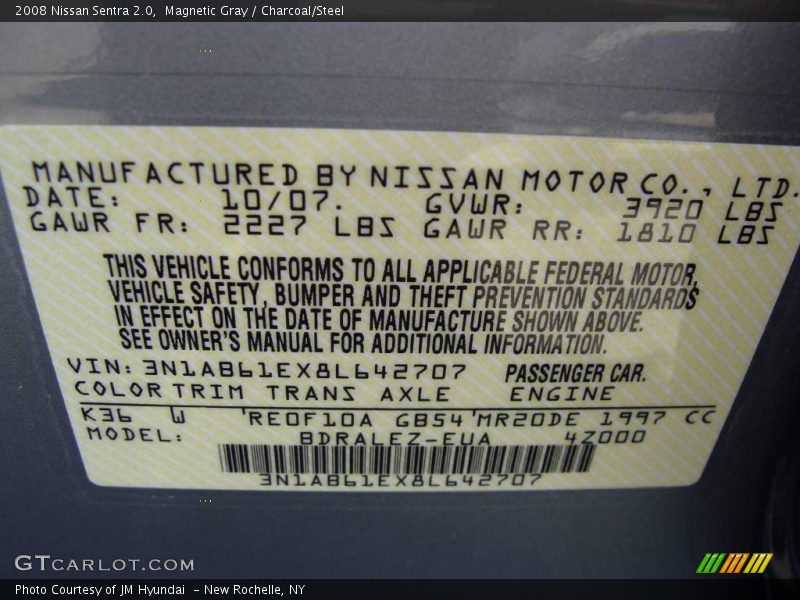 2008 Nissan Sentra 2.0,  Magnetic Gray / Charcoal/Steel
MANUFACTURED BY NISSAN MOTOR CO., LTD.
DATE: 10/07. GVWR: 3920 LBS
GAWR FR: 2227 LBS GAWR RR: 1810 LBS
THIS VEHICLE CONFORMS TO ALL APPLICABLE FEDERAL MOTOR,
VEHICLE SAFETY, BUMPER AND THEFT PREVENTION STANDARDS
IN EFFECT ON THE DATE OF MANUFACTURE SHOWN ABOVE.
SEE OWNER'S MANUAL FOR ADDITIONAL INFORMATION.
VIN: 3N1AB61EX8L642707 PASSENGER CAR.
COLOR TRIM TRANS AXLE ENGINE
K36 W 'RE0F10A GB54'MR20DE 1997 CC
MODEL: BDRALEZ-EUA 4Z000
3N1AB61EX8L642707
GTCARLOT.COM
Photo Courtesy of JM Hyundai - New Rochelle, NY